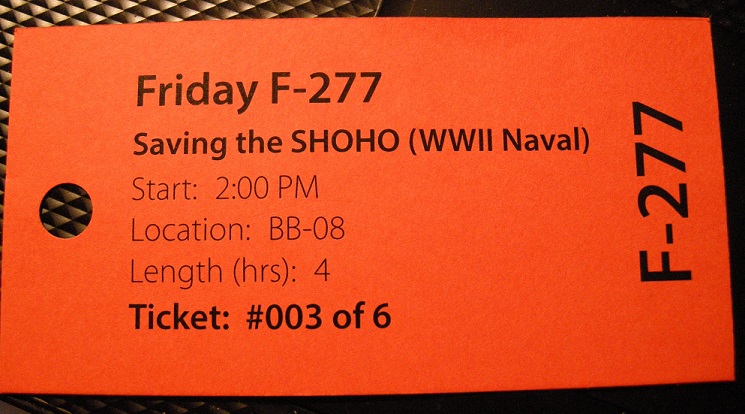 Friday F-277
Saving the SHOHO (WWII Naval)
Start: 2:00 PM
Location: BB-08
Length (hrs): 4
Ticket: #003 of 6
F-277